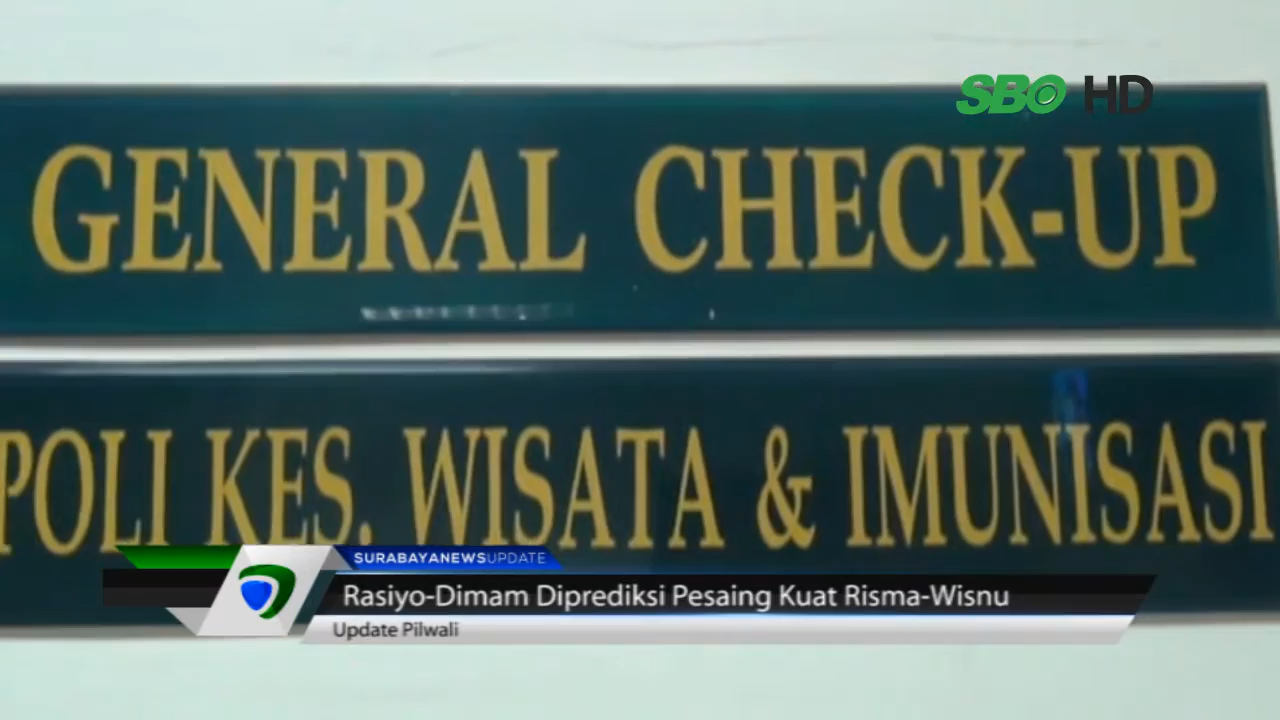 SBO HD
GENERAL CHECK-UP
POLI KES. WISATA & IMUNISASI
SURABAYANEWSUPDATE
Rasiyo-Dimam Diprediksi Pesaing Kuat Risma-Wisnu
Update Pilwali